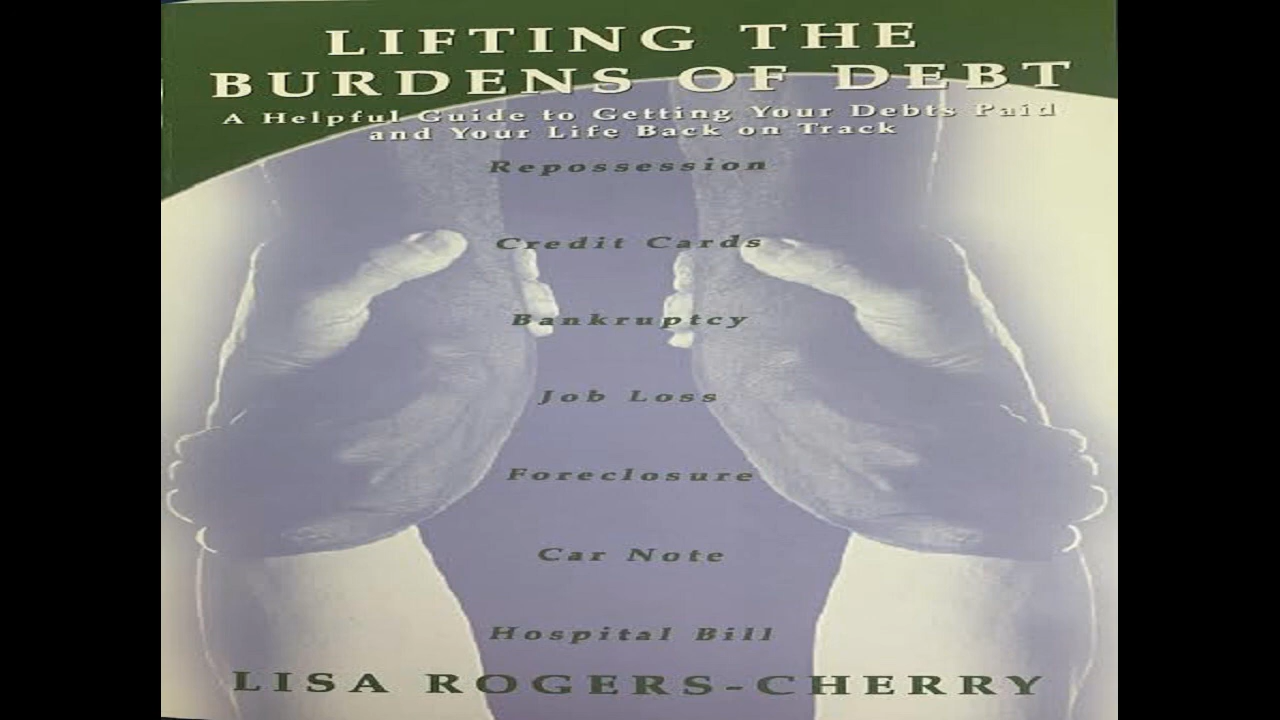 LIFTING THE
BURDENS OF DEBT
A Helpful Guide to Getting Your Debts Paid
and Your Life Back on Track
Repossession
Credit Cards
Bankruptcy
Job Loss
Foreclosure
Car Note
Hospital Bill
LISA ROGERS-CHERRY